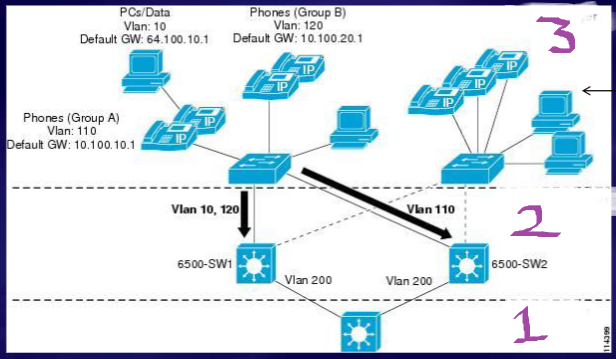 PCs/Data
Vlan: 10
Default GW: 64.100.10.1
Phones (Group B)
Vlan: 120
Default GW: 10.100.20.1
3
IP
IP
IP
IP
IP
Phones (Group A)
Vlan: 110
Default GW: 10.100.10.1
IP
IP
Vlan 10, 120
Vlan 110
2
6500-SW1
6500-SW2
Vlan 200
Vlan 200
1
114399